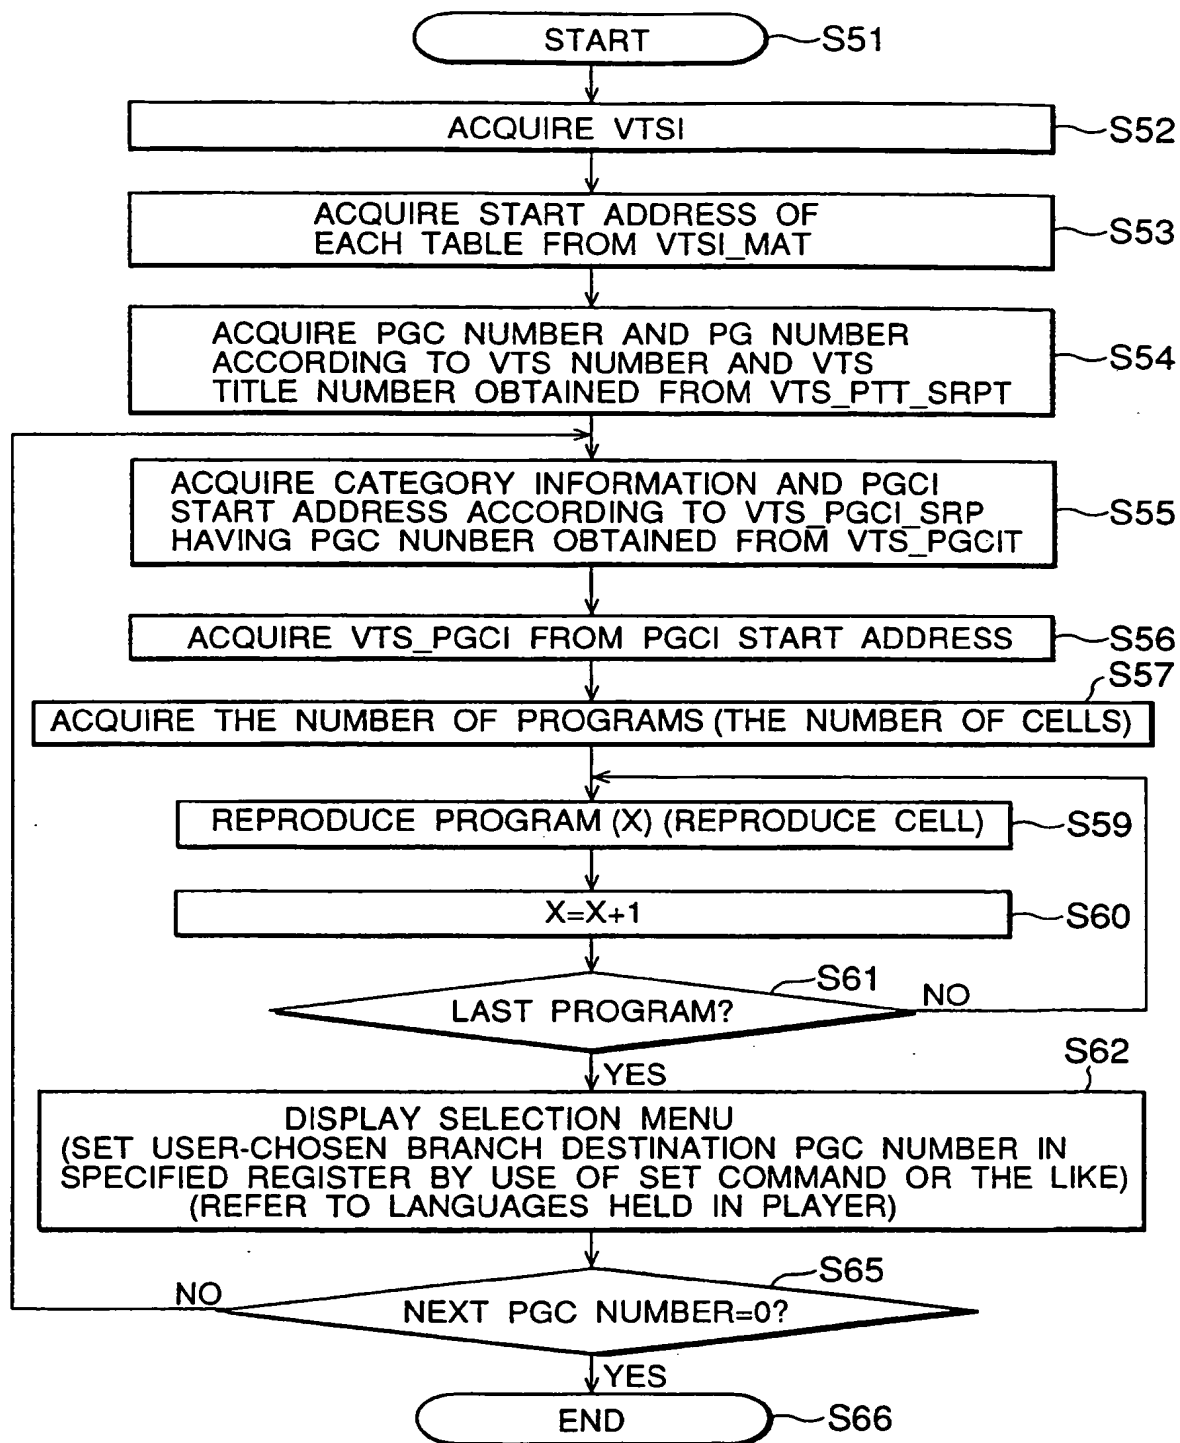 START
S51
ACQUIRE VTSI
S52
ACQUIRE START ADDRESS OF
EACH TABLE FROM VTSI_MAT
S53
ACQUIRE PGC NUMBER AND PG NUMBER
ACCORDING TO VTS NUMBER AND VTS
TITLE NUMBER OBTAINED FROM VTS_PTT_SRPT
S54
ACQUIRE CATEGORY INFORMATION AND PGCI
START ADDRESS ACCORDING TO VTS_PGCI_SRP
HAVING PGC NUNBER OBTAINED FROM VTS_PGCIT
S55
ACQUIRE VTS_PGCI FROM PGCI START ADDRESS
S56
S57
ACQUIRE THE NUMBER OF PROGRAMS (THE NUMBER OF CELLS)
REPRODUCE PROGRAM (X) (REPRODUCE CELL)
S59
X=X+1
S60
S61
LAST PROGRAM?
NO
YES
S62
DISPLAY SELECTION MENU
(SET USER-CHOSEN BRANCH DESTINATION PGC NUMBER IN
SPECIFIED REGISTER BY USE OF SET COMMAND OR THE LIKE)
(REFER TO LANGUAGES HELD IN PLAYER)
S65
NO
NEXT PGC NUMBER=0?
YES
END
S66